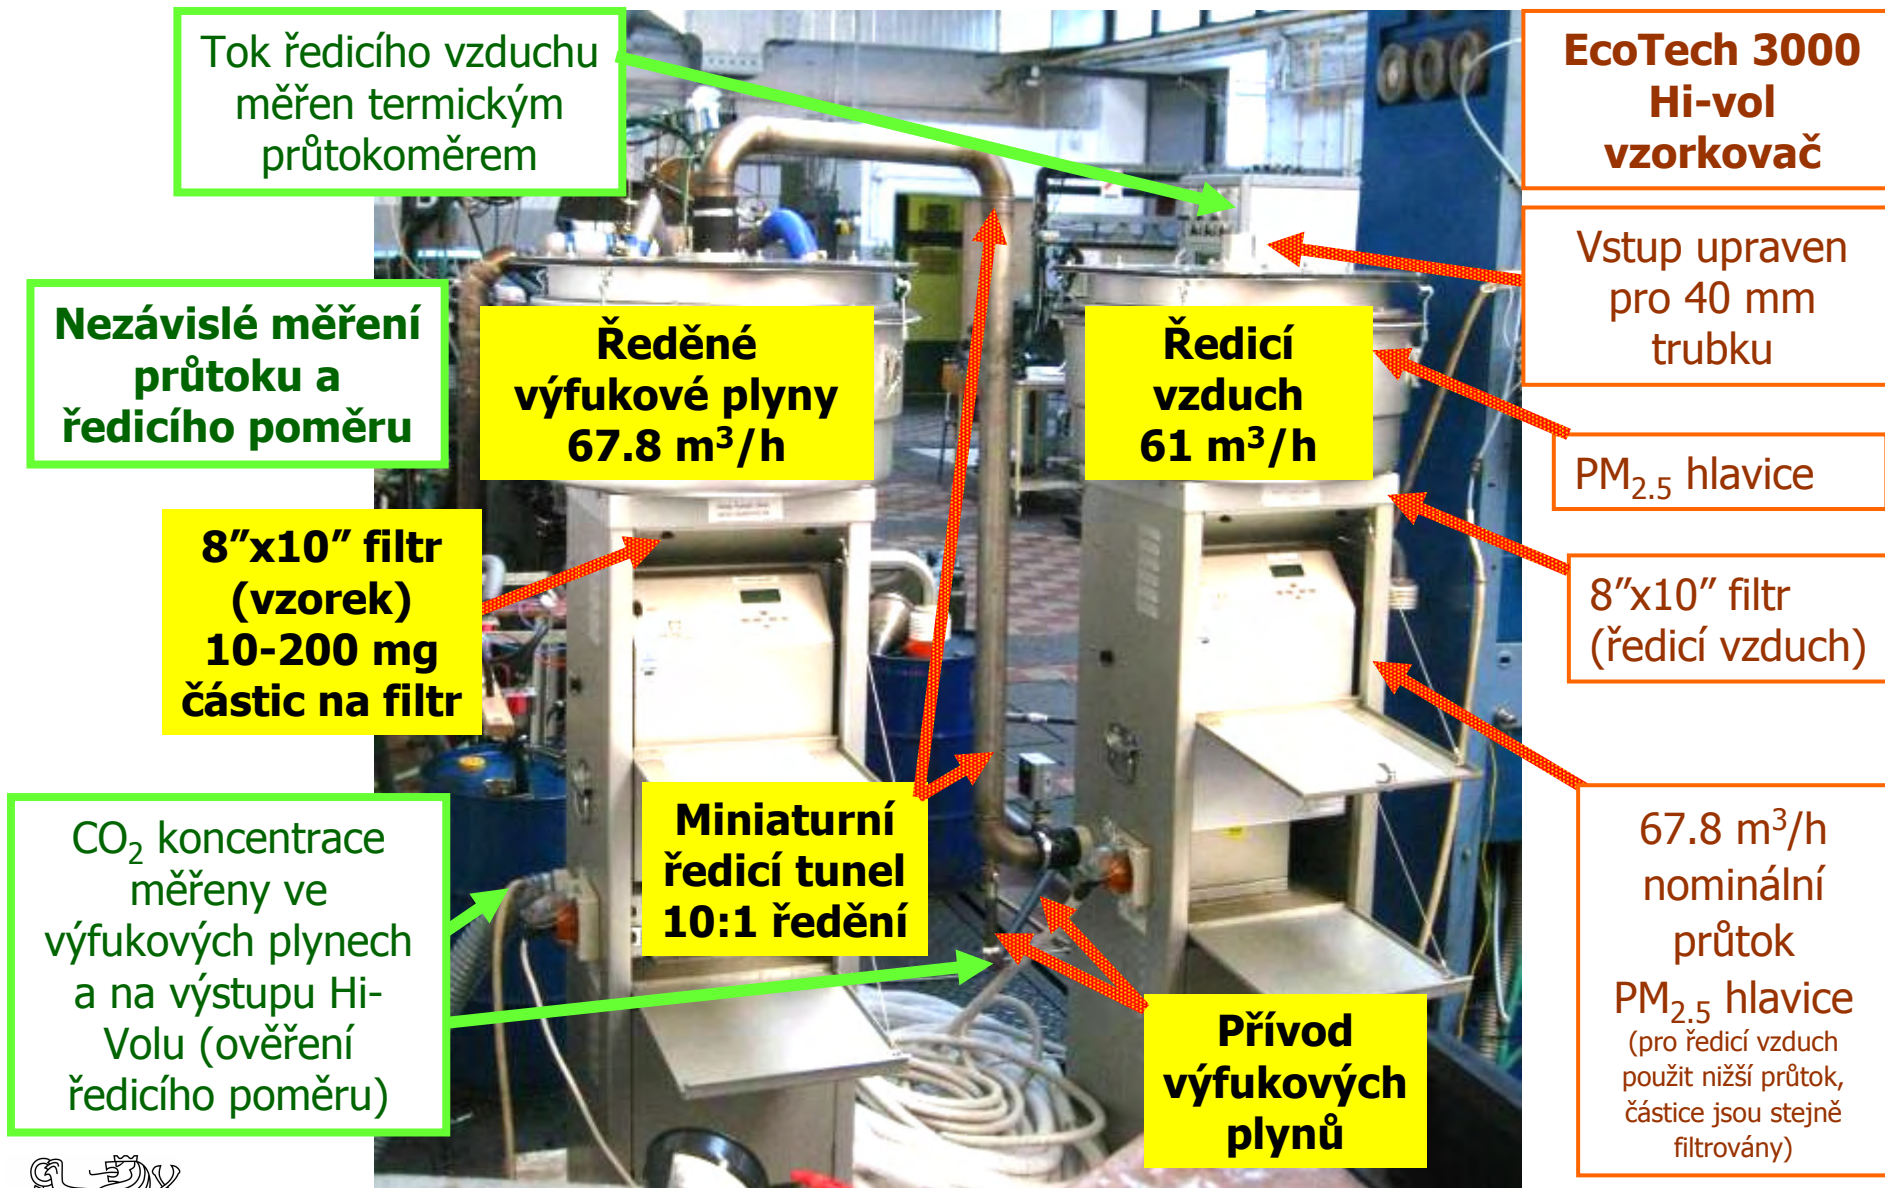 Tok ředicího vzduchu
měřen termickým
průtokoměrem
EcoTech 3000
Hi-vol
vzorkovač
Vstup upraven
pro 40 mm
trubku
Nezávislé měření
průtoku a
ředicího poměru
Ředěné
výfukové plyny
67.8 m³/h
Ředicí
vzduch
61 m³/h
PM₂.₅ hlavice
8”x10” filtr
(vzorek)
10-200 mg
částic na filtr
8”x10” filtr
(ředicí vzduch)
Miniaturní
ředicí tunel
10:1 ředění
CO₂ koncentrace
měřeny ve
výfukových plynech
a na výstupu Hi-
Volu (ověření
ředicího poměru)
67.8 m³/h
nominální
průtok
PM₂.₅ hlavice
(pro ředicí vzduch
použit nižší průtok,
částice jsou stejně
filtrovány)
Přívod
výfukových
plynů